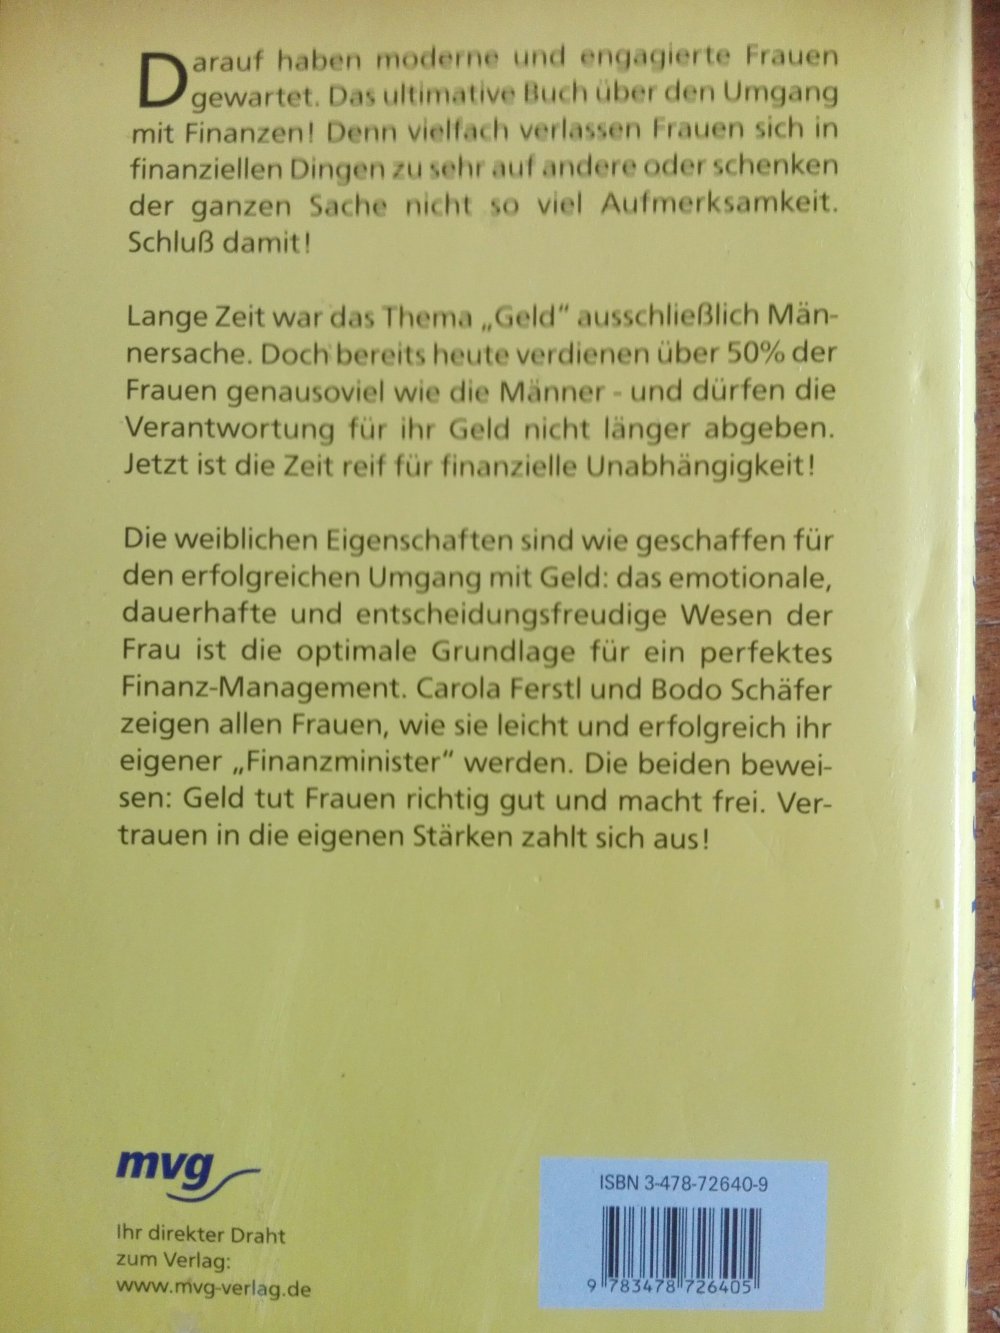 Darauf haben moderne und engagierte Frauen
gewartet. Das ultimative Buch über den Umgang
mit Finanzen! Denn vielfach verlassen Frauen sich in
finanziellen Dingen zu sehr auf andere oder schenken
der ganzen Sache nicht so viel Aufmerksamkeit.
Schluß damit!
Lange Zeit war das Thema „Geld“ ausschließlich Män-
nersache. Doch bereits heute verdienen über 50% der
Frauen genausoviel wie die Männer - und dürfen die
Verantwortung für ihr Geld nicht länger abgeben.
Jetzt ist die Zeit reif für finanzielle Unabhängigkeit!
Die weiblichen Eigenschaften sind wie geschaffen für
den erfolgreichen Umgang mit Geld: das emotionale,
dauerhafte und entscheidungsfreudige Wesen der
Frau ist die optimale Grundlage für ein perfektes
Finanz-Management. Carola Ferstl und Bodo Schäfer
zeigen allen Frauen, wie sie leicht und erfolgreich ihr
eigener „Finanzminister“ werden. Die beiden bewei-
sen: Geld tut Frauen richtig gut und macht frei. Ver-
trauen in die eigenen Stärken zahlt sich aus!
mvg
Ihr direkter Draht
zum Verlag:
www.mvg-verlag.de
ISBN 3-478-72640-9
9 783478 726405